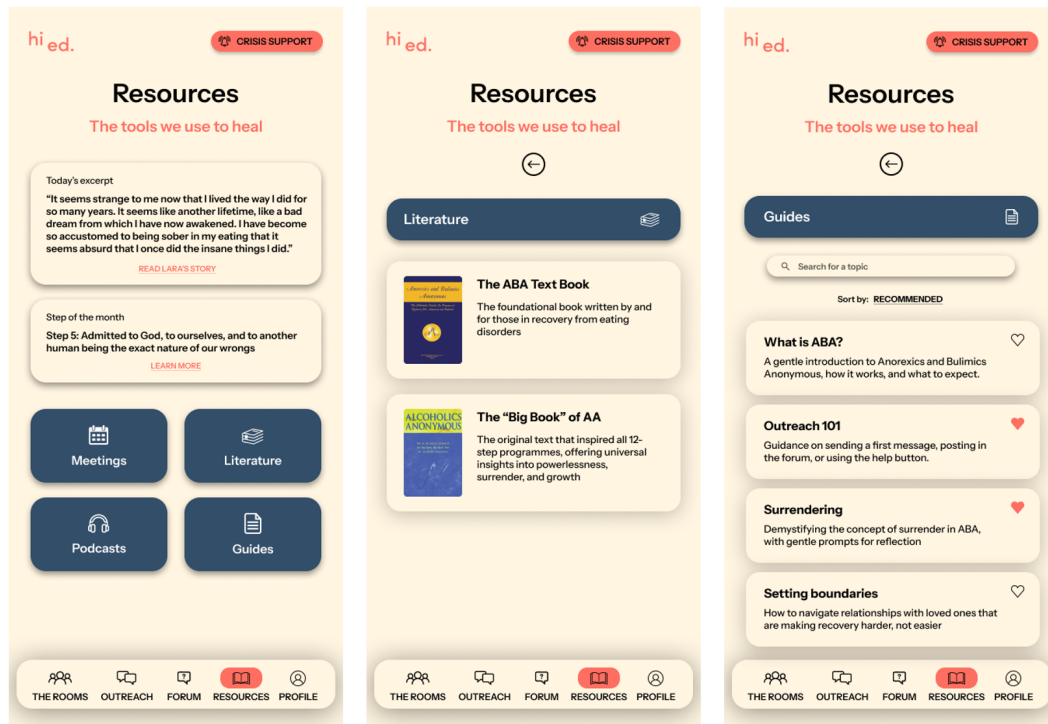 hi ed.
CRISIS SUPPORT
Resources
The tools we use to heal
Today's excerpt
“It seems strange to me now that I lived the way I did for
so many years. It seems like another lifetime, like a bad
dream from which I have now awakened. I have become
so accustomed to being sober in my eating that it
seems absurd that I once did the insane things I did.”
READ LARA'S STORY
Step of the month
Step 5: Admitted to God, to ourselves, and to another
human being the exact nature of our wrongs
LEARN MORE
Meetings
Literature
Podcasts
Guides
THE ROOMS
OUTREACH
FORUM
RESOURCES
PROFILE
hi ed.
CRISIS SUPPORT
Resources
The tools we use to heal
Literature
Anorexics and Bulimics
Anonymous
The ABA Text Book
The foundational book written by and
for those in recovery from eating
disorders
ALCOHOLICS
ANONYMOUS
The “Big Book” of AA
The original text that inspired all 12-
step programmes, offering universal
insights into powerlessness,
surrender, and growth
THE ROOMS
OUTREACH
FORUM
RESOURCES
PROFILE
hi ed.
CRISIS SUPPORT
Resources
The tools we use to heal
Guides
Search for a topic
Sort by: RECOMMENDED
What is ABA?
A gentle introduction to Anorexics and Bulimics
Anonymous, how it works, and what to expect.
Outreach 101
Guidance on sending a first message, posting in
the forum, or using the help button.
Surrendering
Demystifying the concept of surrender in ABA,
with gentle prompts for reflection
Setting boundaries
How to navigate relationships with loved ones that
are making recovery harder, not easier
THE ROOMS
OUTREACH
FORUM
RESOURCES
PROFILE